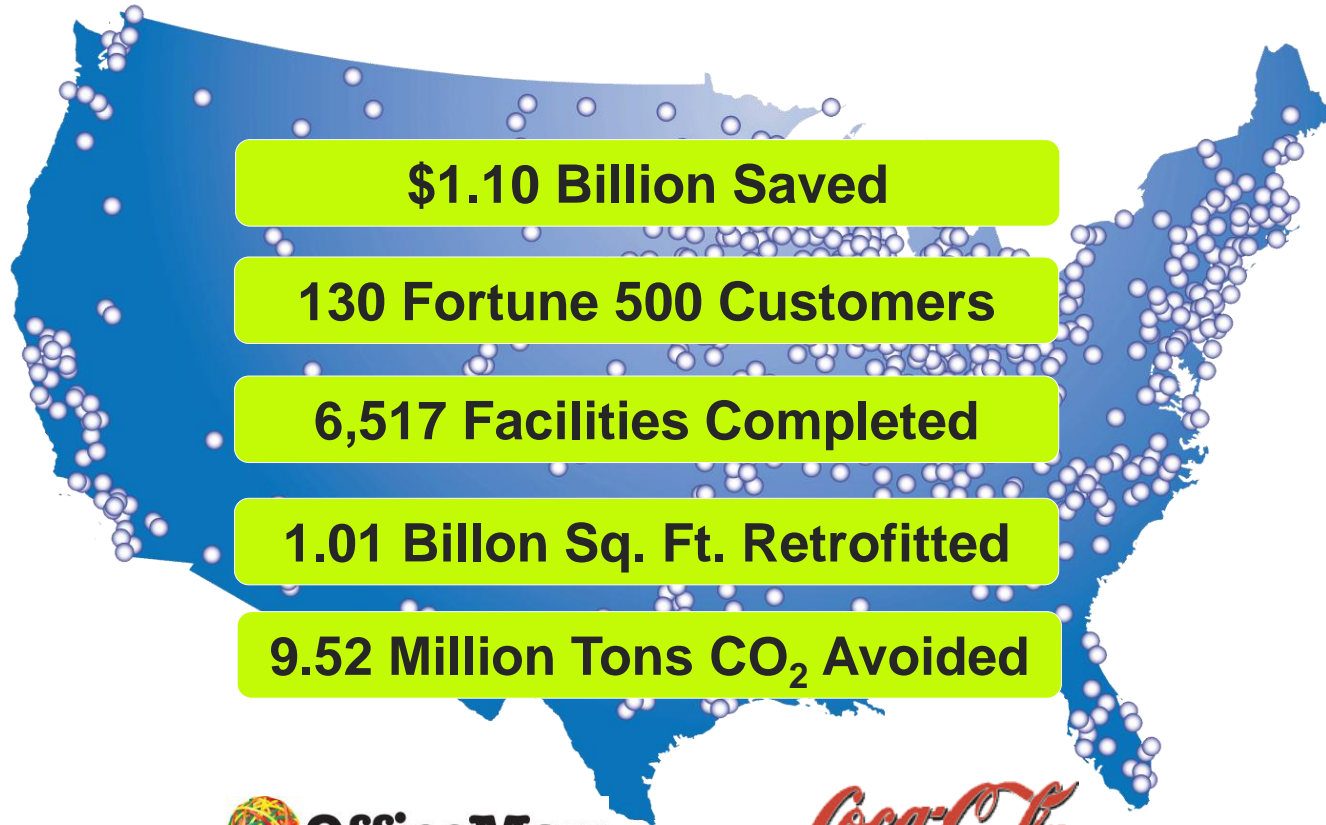 $1.10 Billion Saved
130 Fortune 500 Customers
6,517 Facilities Completed
1.01 Billon Sq. Ft. Retrofitted
9.52 Million Tons CO₂ Avoided